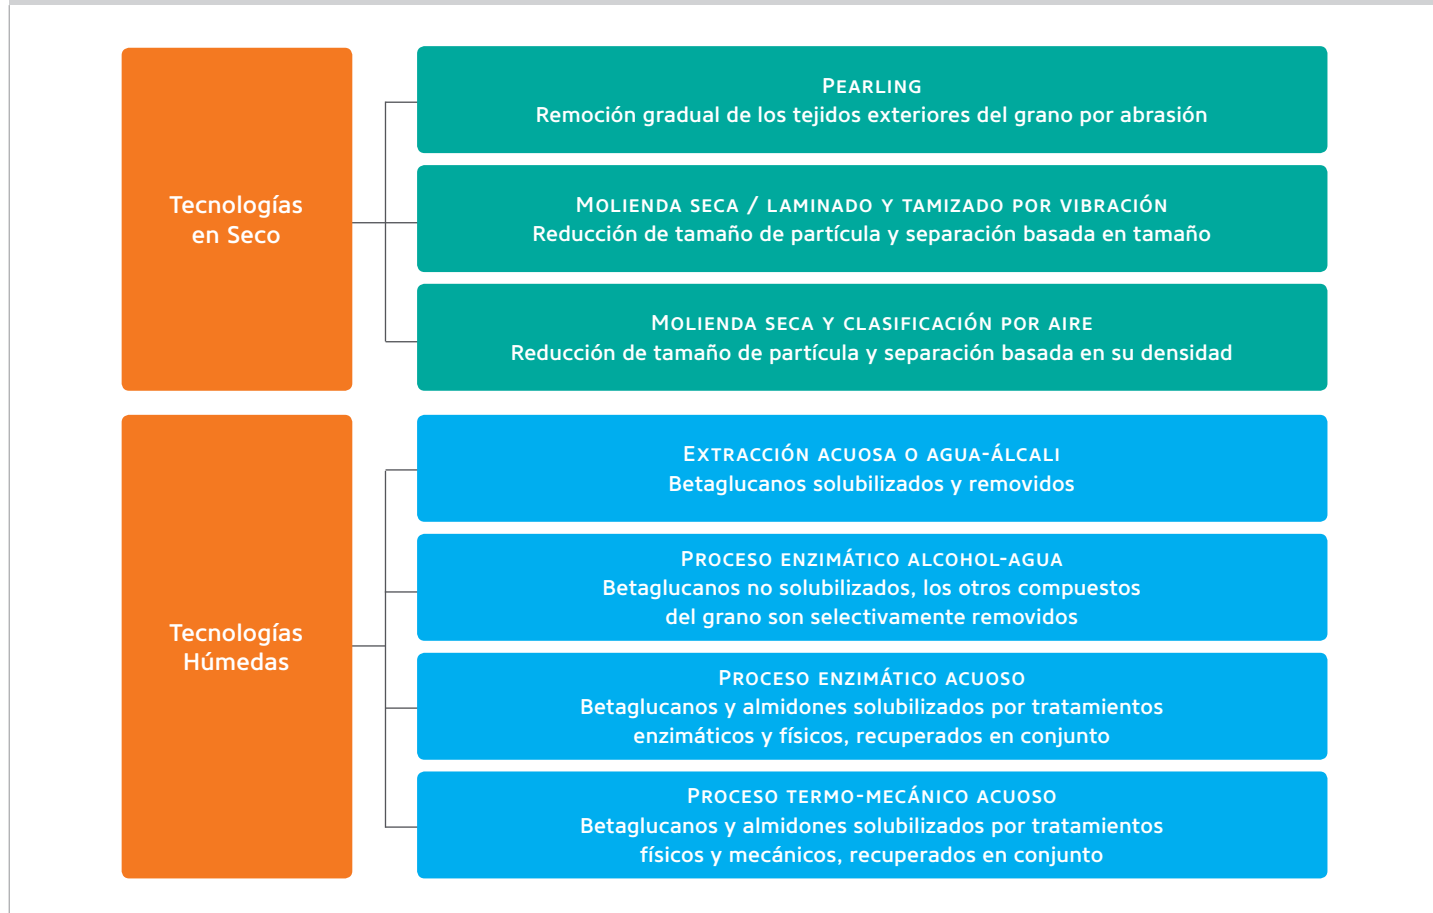 Tecnologías
en Seco
PEARLING
Remoción gradual de los tejidos exteriores del grano por abrasión
MOLIENDA SECA / LAMINADO Y TAMIZADO POR VIBRACIÓN
Reducción de tamaño de partícula y separación basada en tamaño
MOLIENDA SECA Y CLASIFICACIÓN POR AIRE
Reducción de tamaño de partícula y separación basada en su densidad
Tecnologías
Húmedas
EXTRACCIÓN ACUOSA O AGUA-ÁLCALI
Betaglucanos solubilizados y removidos
PROCESO ENZIMÁTICO ALCOHOL-AGUA
Betaglucanos no solubilizados, los otros compuestos
del grano son selectivamente removidos
PROCESO ENZIMÁTICO ACUOSO
Betaglucanos y almidones solubilizados por tratamientos
enzimáticos y físicos, recuperados en conjunto
PROCESO TERMO-MECÁNICO ACUOSO
Betaglucanos y almidones solubilizados por tratamientos
físicos y mecánicos, recuperados en conjunto